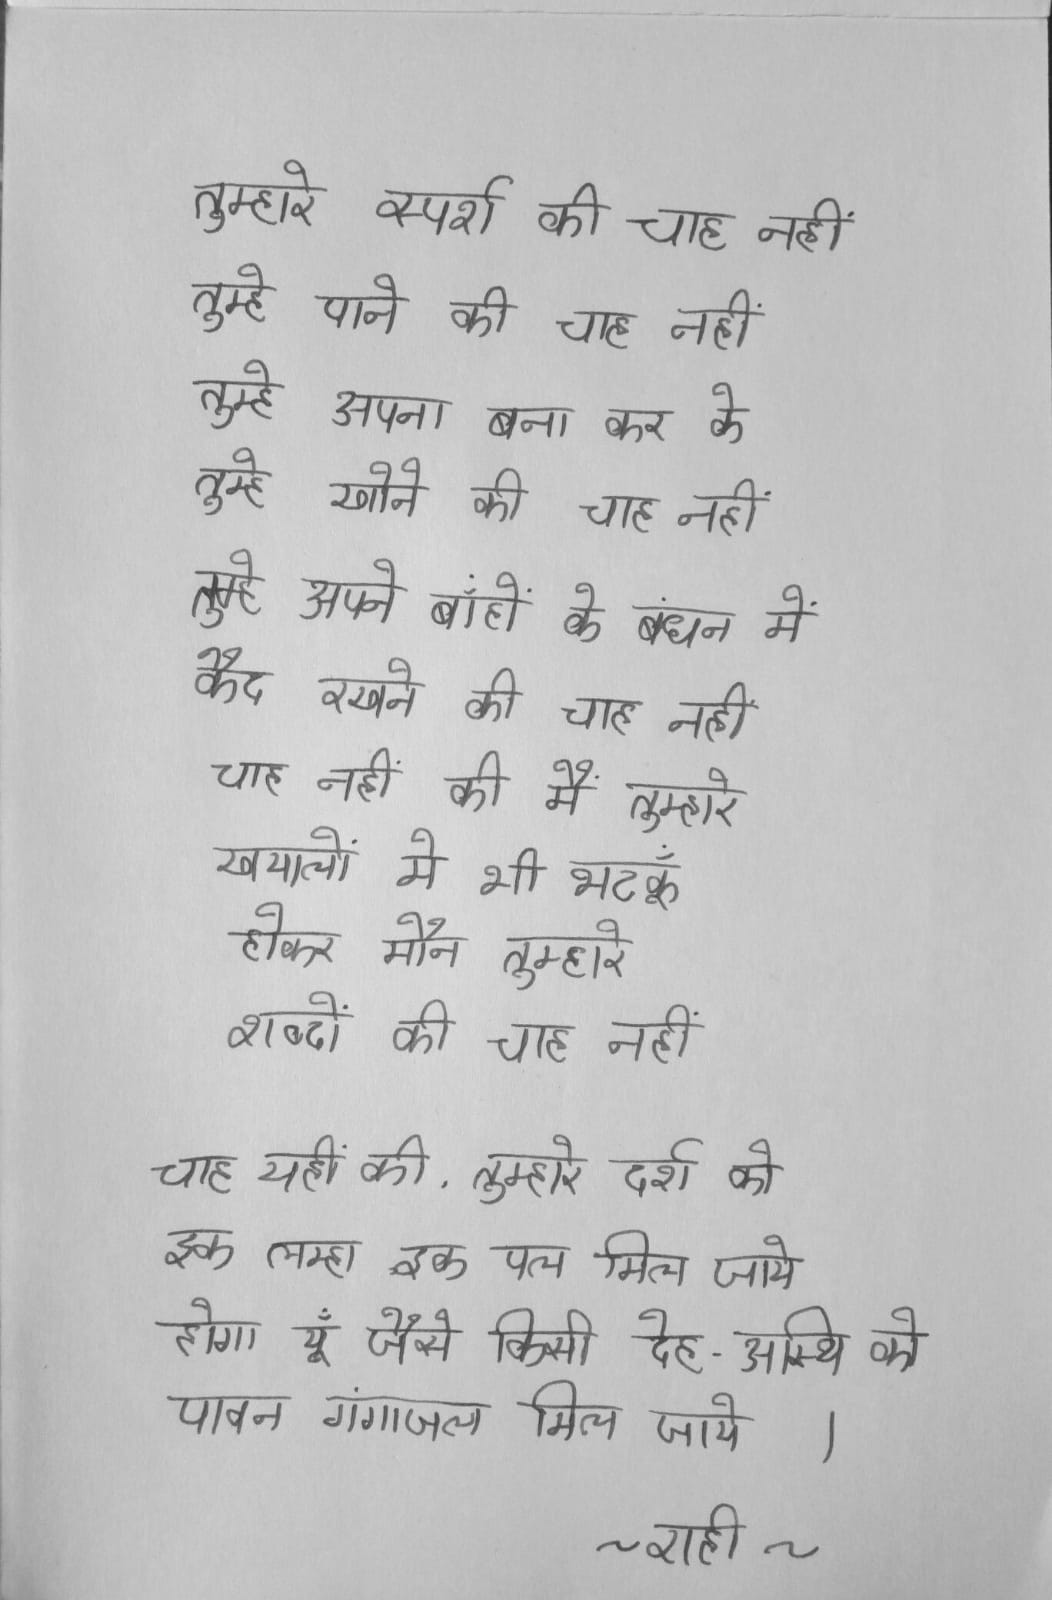 तुम्हारे स्पर्श की चाह नहीं
तुम्हे पाने की चाह नहीं
तुम्हे अपना बना कर के
तुम्हे खोने की चाह नहीं
तुम्हे अपने बाँहों के बंधन में
कैद रखने की चाह नहीं
चाह नहीं की मैं तुम्हारे
खयालों मे भी भटकूँ
होकर मौन तुम्हारे
शब्दों की चाह नहीं
चाह यहीं की, तुम्हारे दर्श को
इक लम्हा इक पल मिल जाये
होगा यूँ जैसे किसी देह-अस्थि को
पावन गंगाजल मिल जाये ।
~राही~